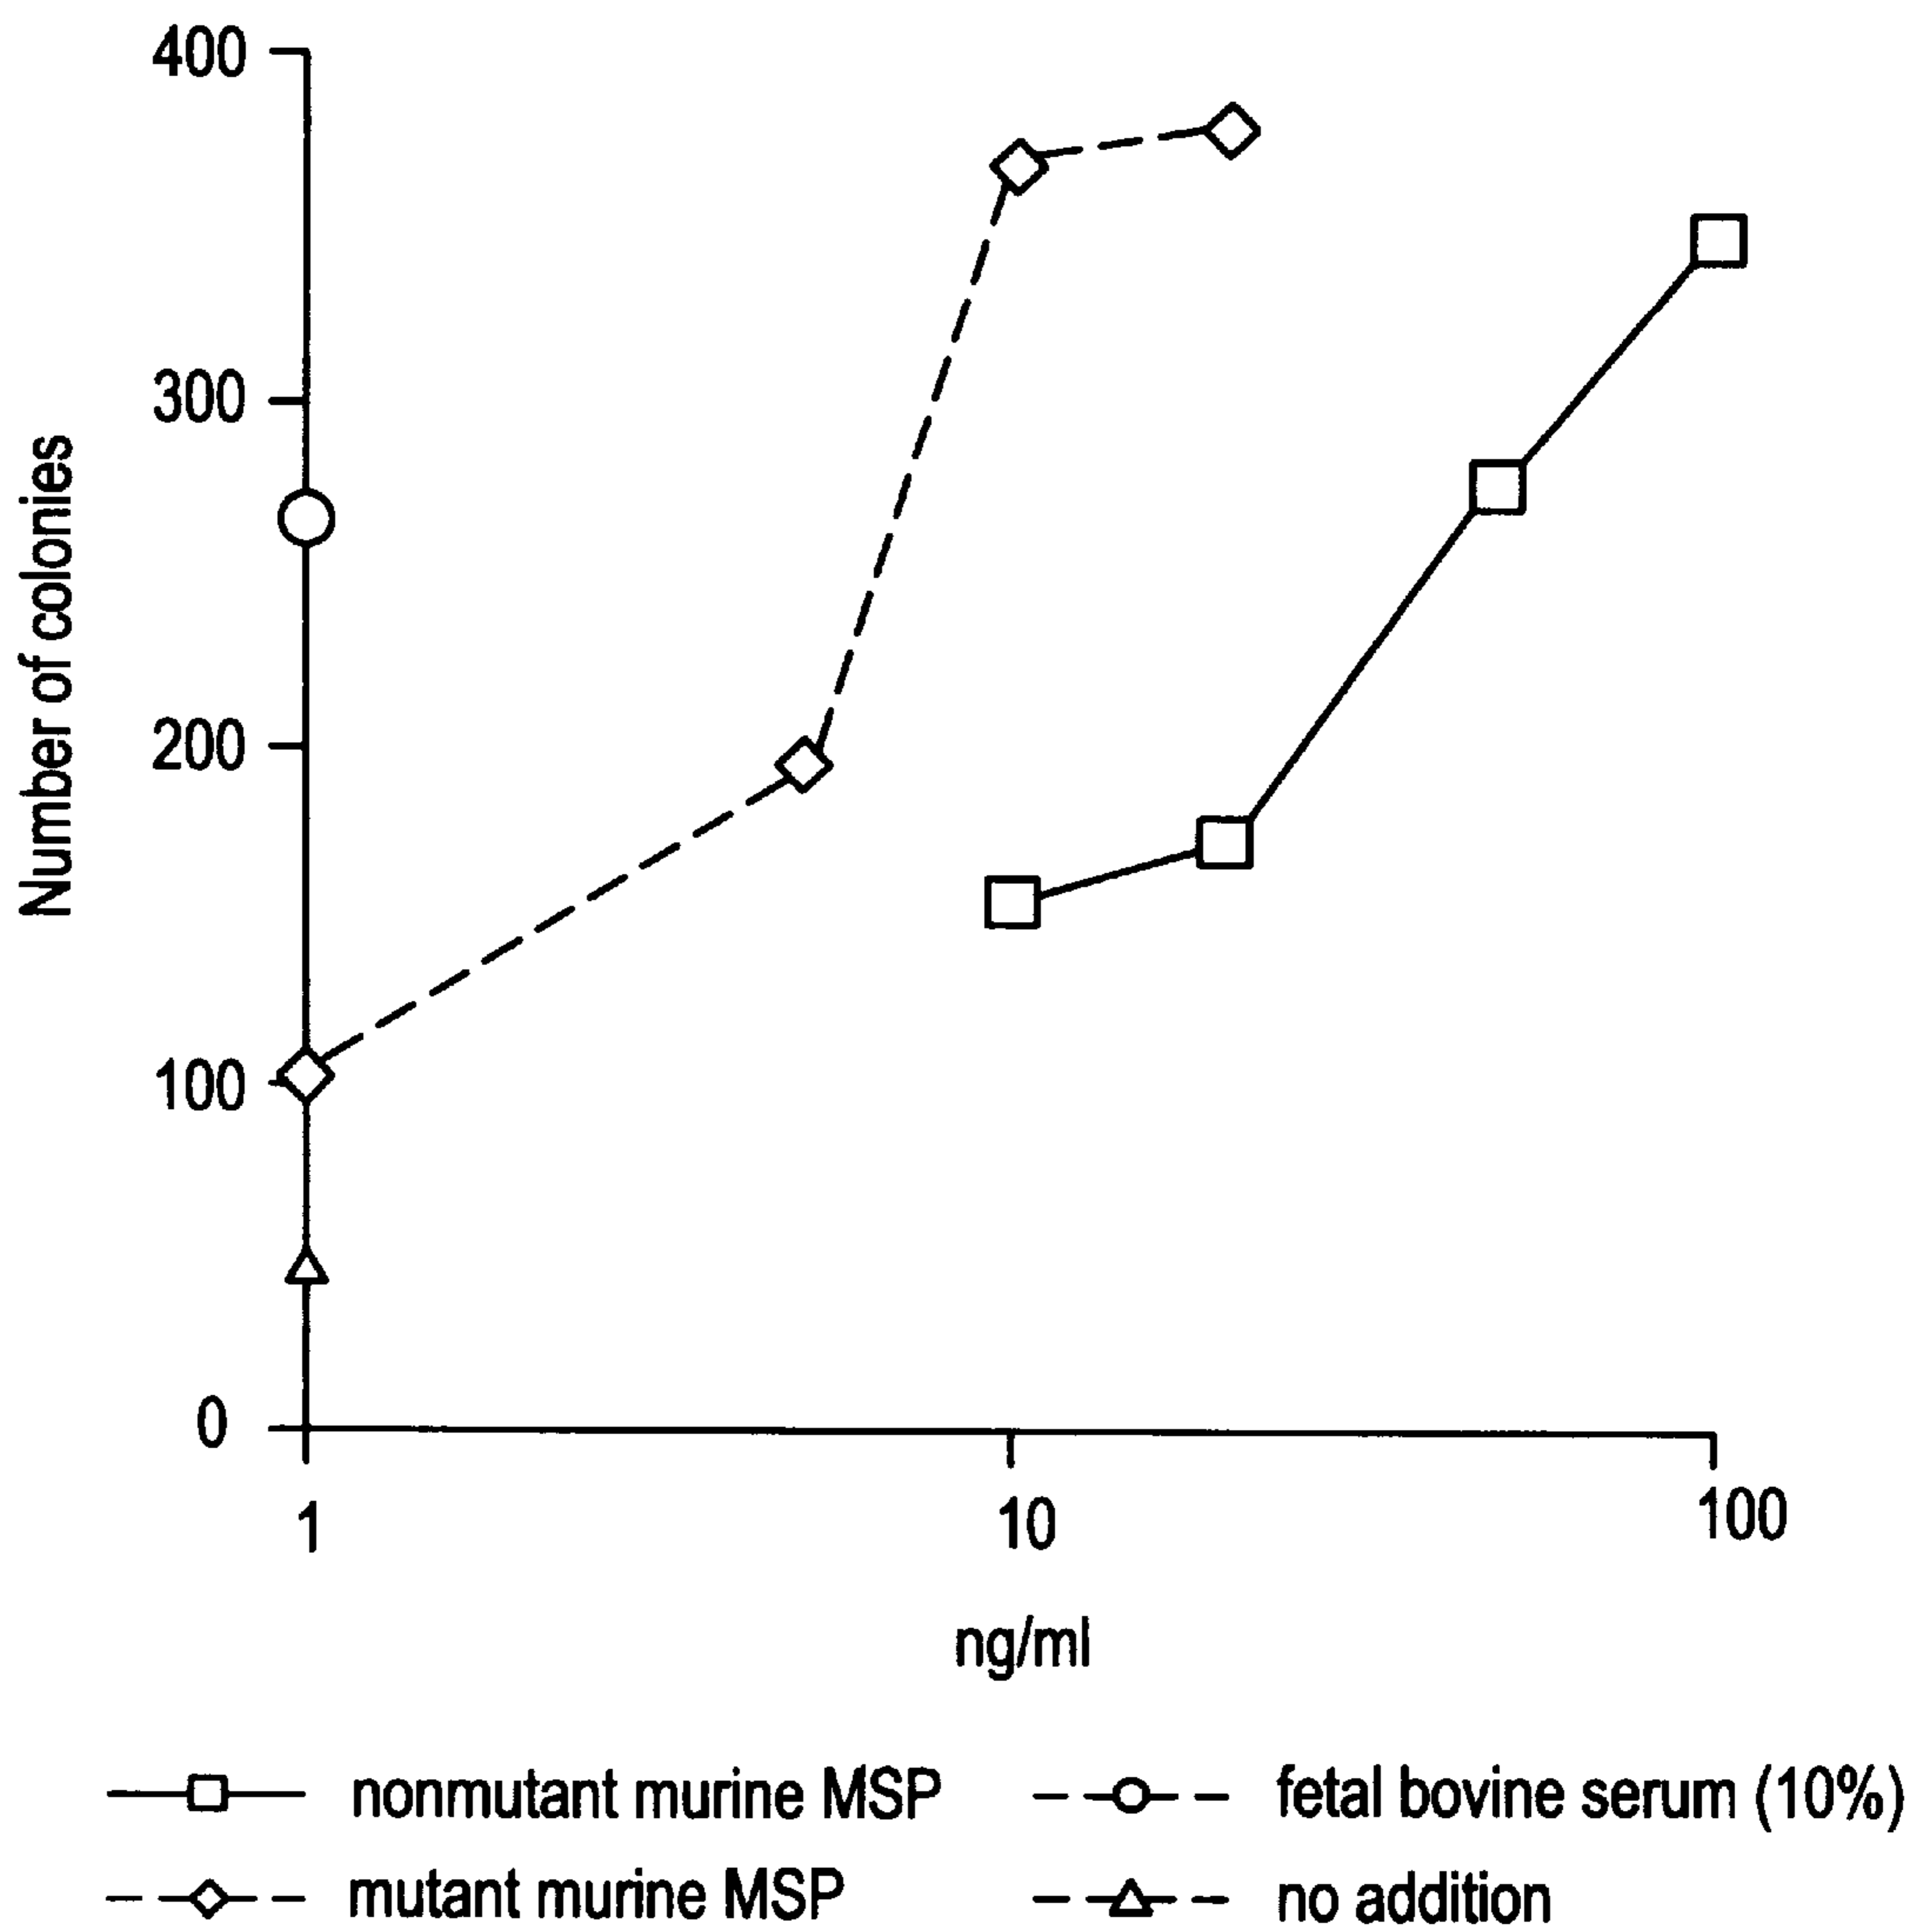 400
300
200
100
0
Number of colonies
1
10
100
ng/ml
nonmutant murine MSP
fetal bovine serum (10%)
mutant murine MSP
no addition